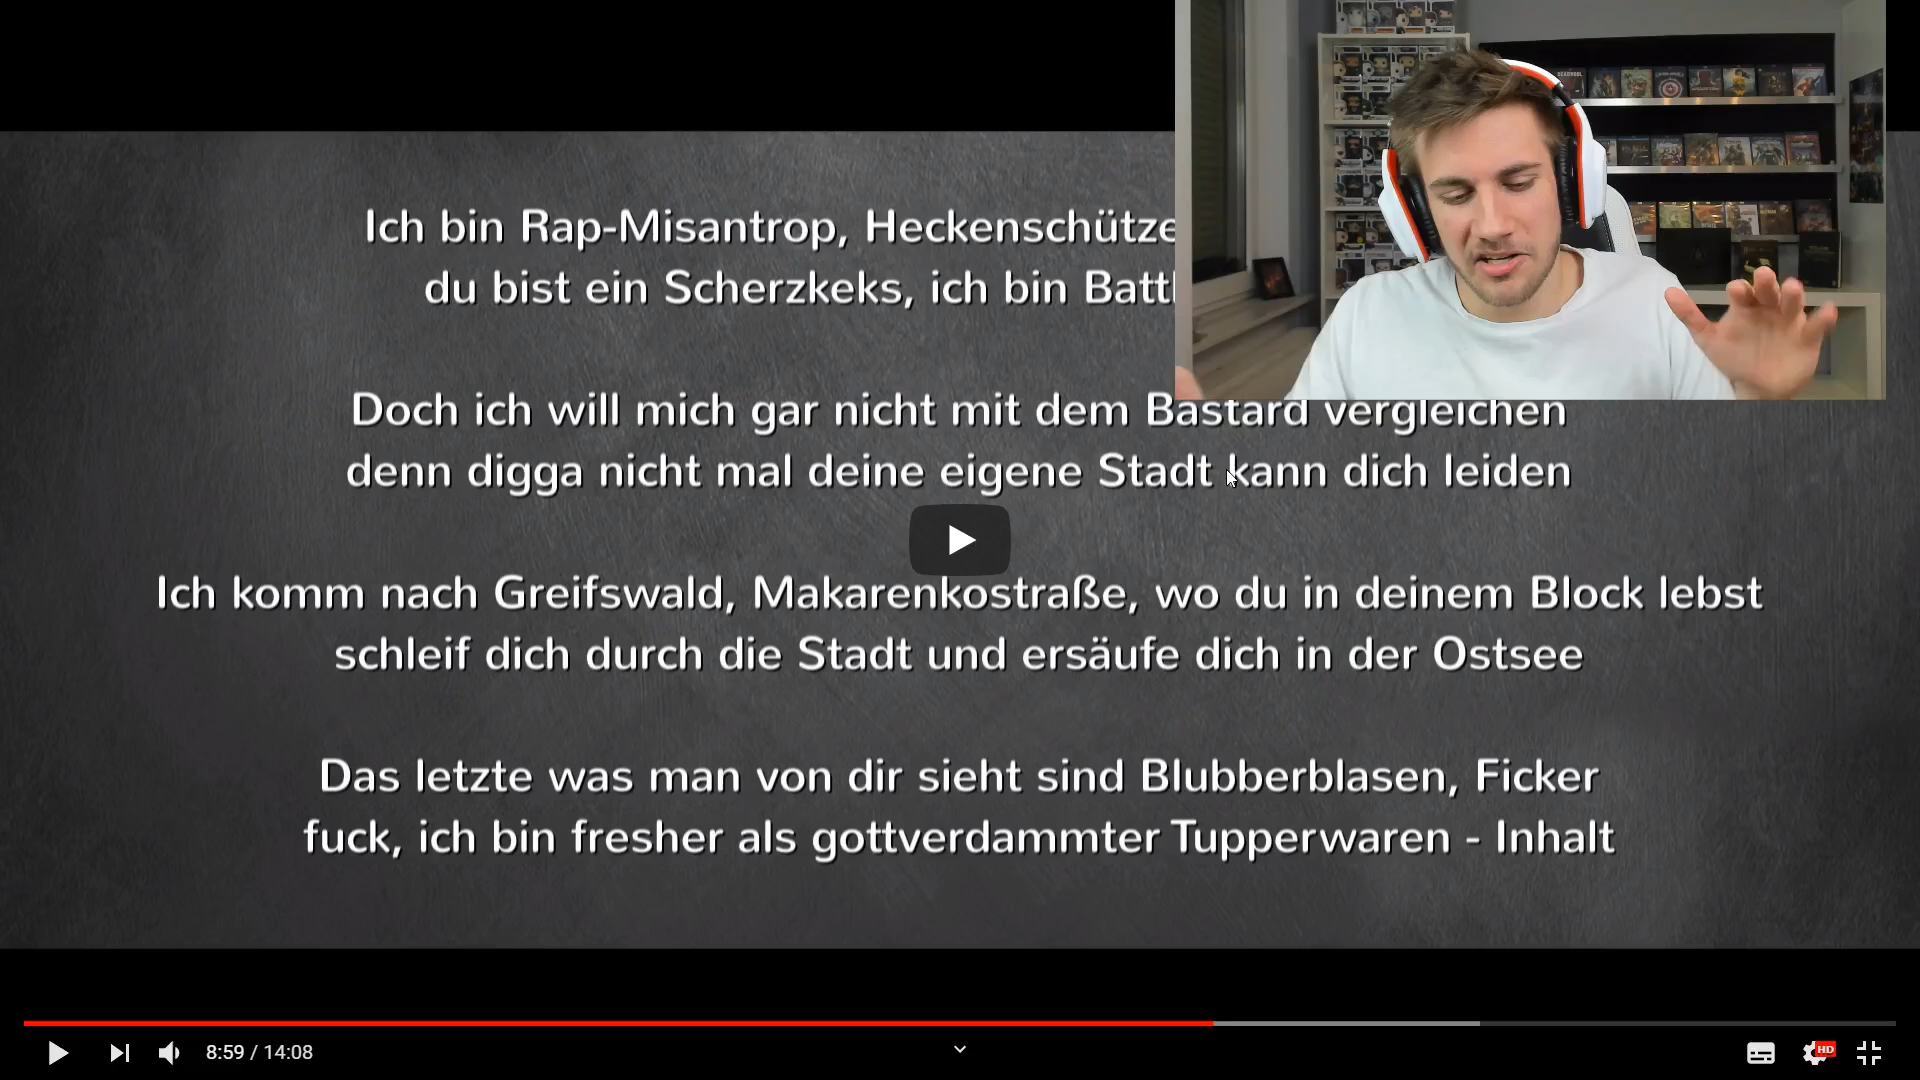 Ich bin Rap-Misantrop, Heckenschütze
du bist ein Scherzkeks, ich bin
Doch ich will mich gar nicht mit dem Bastard vergleichen
denn digga nicht mal deine eigene Stadt kann dich leiden
Ich komm nach Greifswald, Makarenkostraße, wo du in deinem Block lebst
schleif dich durch die Stadt und ersäufe dich in der Ostsee
Das letzte was man von dir sieht sind Blubberblasen, Ficker
fuck, ich bin fresher als gottverdammter Tupperwaren - Inhalt
8:59 / 14:08
HD